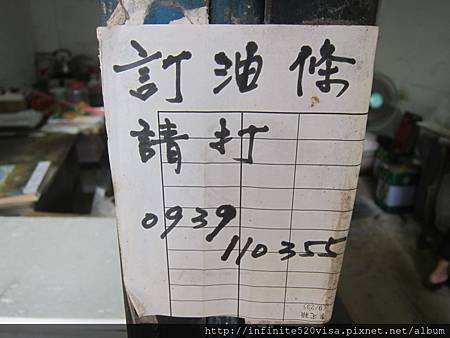 訂油條
請打
0939
110355
http://infinite520visa.pixnet.net/album